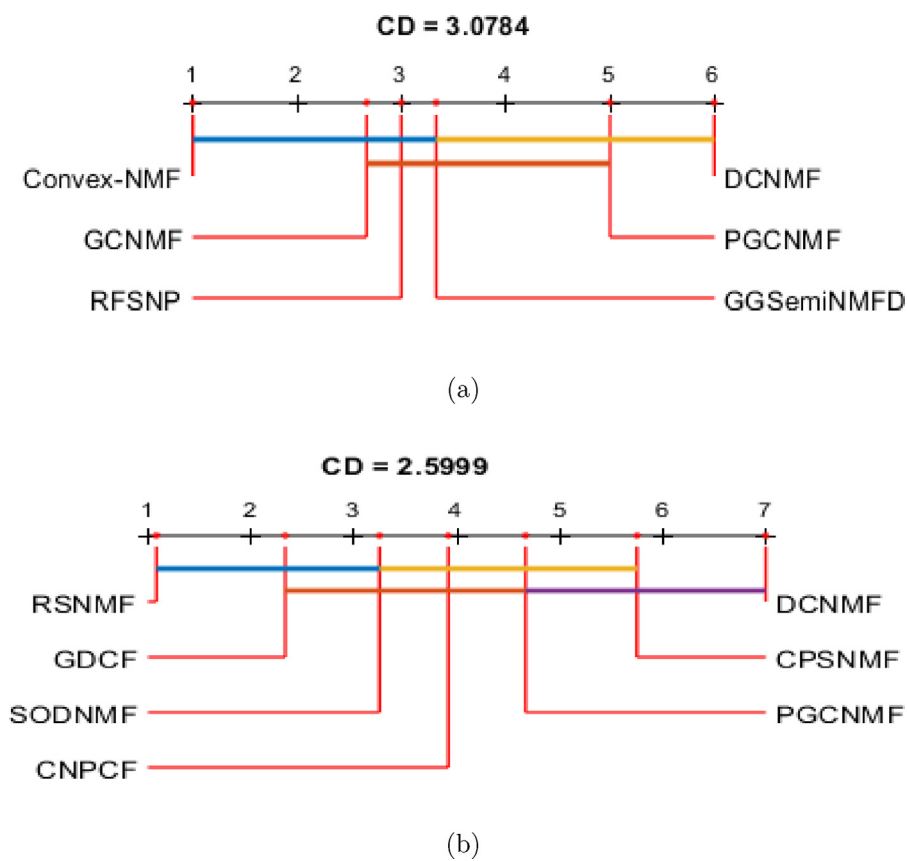 CD = 3.0784
1 2 3 4 5 6
Convex-NMF DCNMF
GCNMF PGCNMF
RFSNP GGSemiNMFD
(a)
CD = 2.5999
1 2 3 4 5 6 7
RSNMF DCNMF
GDCF CPSNMF
SODNMF PGCNMF
CNPCF
(b)